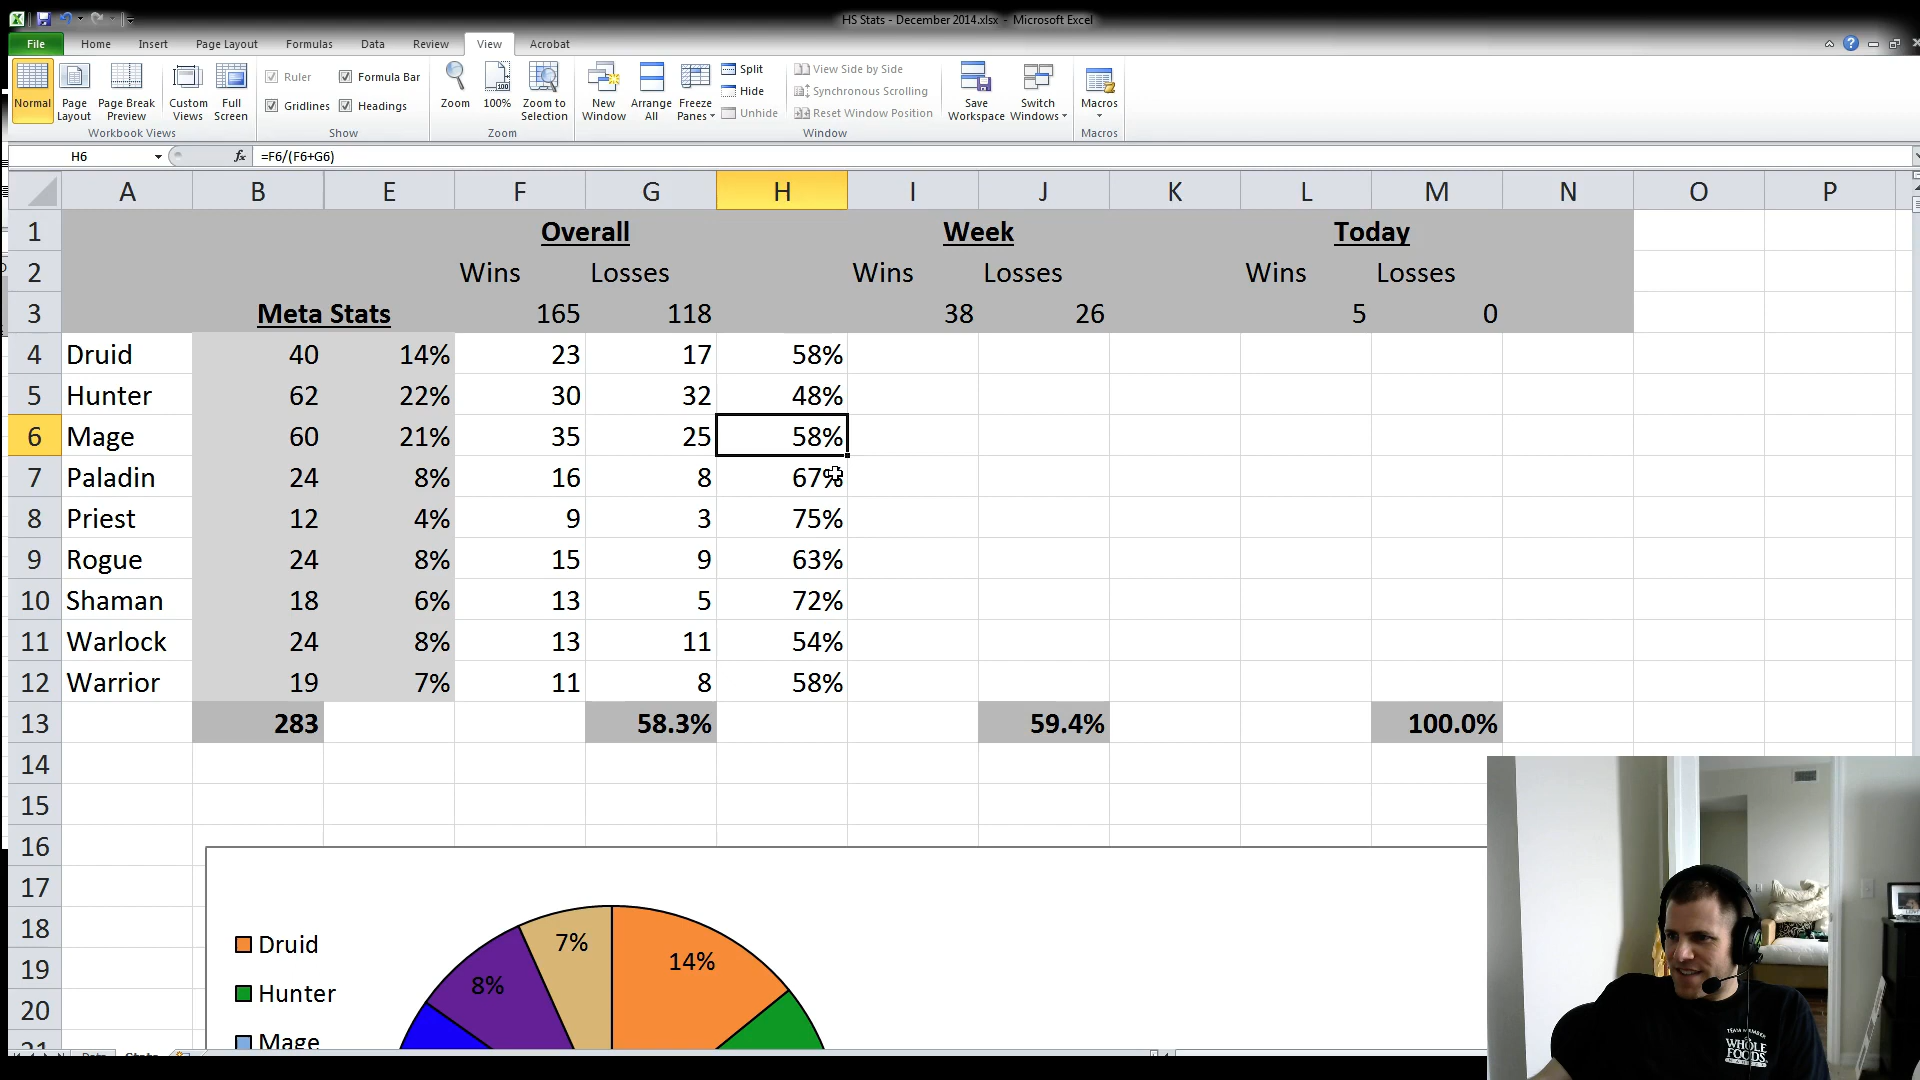 HS Stats - December 2014.xlsx - Microsoft Excel
File Home Insert Page Layout Formulas Data Review View Acrobat
Normal Page Layout Page Break Preview Custom Views Full Screen
Workbook Views
Ruler Formula Bar
Gridlines Headings
Show
Zoom 100% Zoom to Selection
Zoom
New Window Arrange All Freeze Panes
Split
Hide
Unhide
View Side by Side
Synchronous Scrolling
Reset Window Position
Save Workspace Switch Windows
Window
Macros
Macros
H6 fx =F6/(F6+G6)
A B E F G H I J K L M N O P
1 Overall Week Today
2 Wins Losses Wins Losses Wins Losses
3 Meta Stats 165 118 38 26 5 0
4 Druid 40 14% 23 17 58%
5 Hunter 62 22% 30 32 48%
6 Mage 60 21% 35 25 58%
7 Paladin 24 8% 16 8 67%
8 Priest 12 4% 9 3 75%
9 Rogue 24 8% 15 9 63%
10 Shaman 18 6% 13 5 72%
11 Warlock 24 8% 13 11 54%
12 Warrior 19 7% 11 8 58%
13 283 58.3% 59.4% 100.0%
14
15
16
17
18
19
20
21
Druid
Hunter
Mage
7%
14%
8%
WHOLE
FOODS